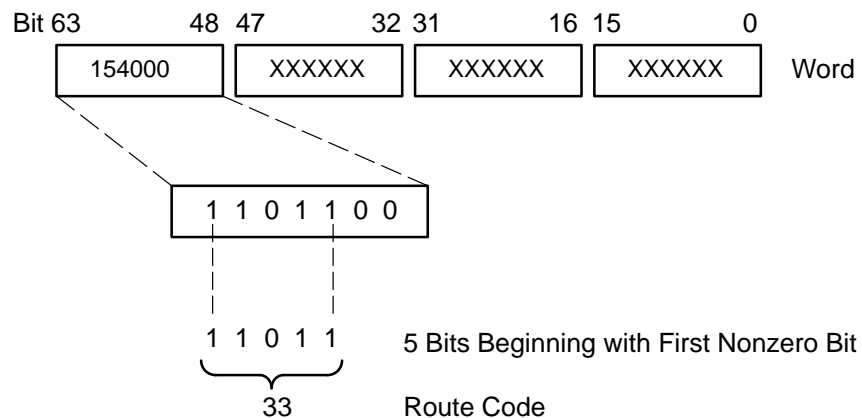 Bit 63 48 47 32 31 16 15 0
154000 XXXXXX XXXXXX XXXXXX Word
1 1 0 1 1 0 0
1 1 0 1 1 5 Bits Beginning with First Nonzero Bit
33 Route Code